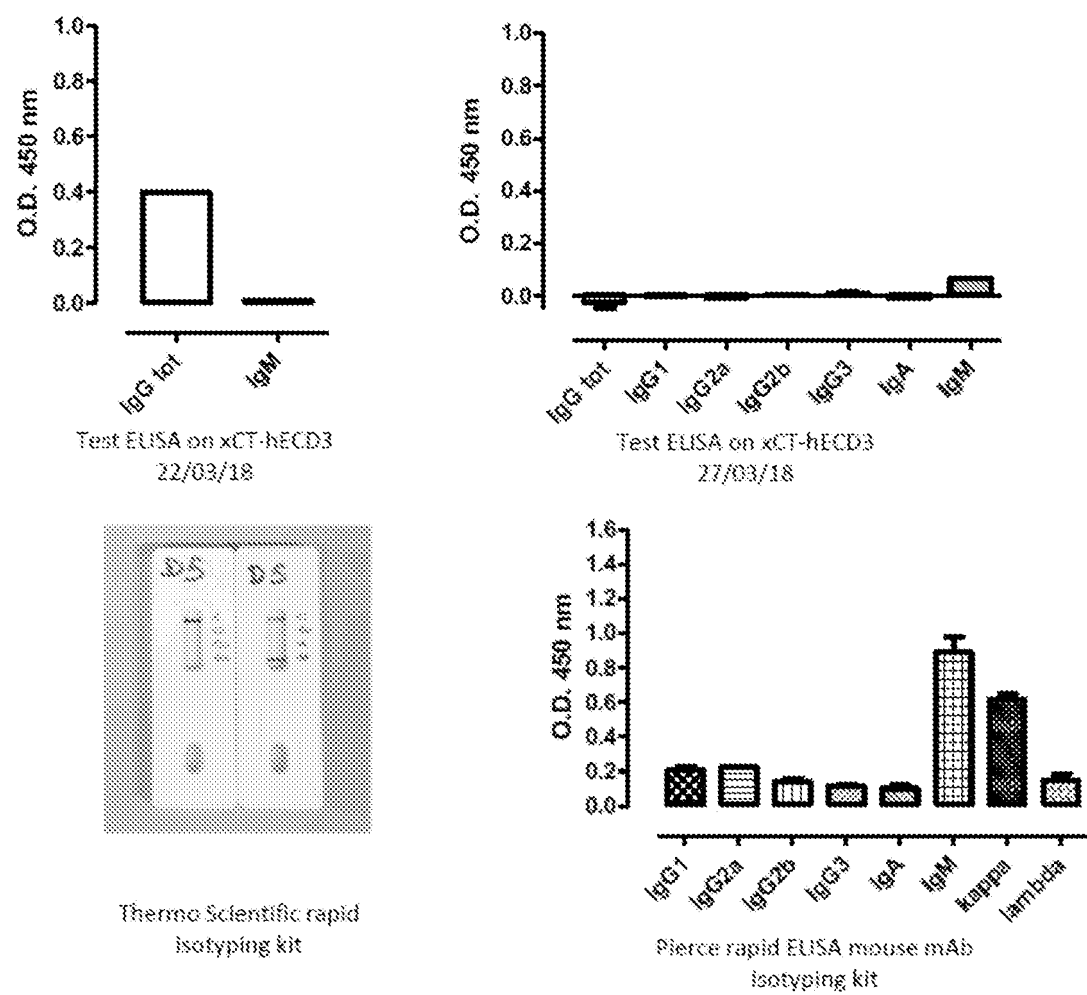 1.0
0.8
0.6
0.4
0.2
0.0
O.D. 450 nm
IgG tot
IgM
Test ELISA on xCT-hECD3
22/03/18
1.0
0.8
0.6
0.4
0.2
0.0
O.D. 450 nm
IgG tot
IgG1
IgG2a
IgG2b
IgG3
IgA
IgM
Test ELISA on xCT-hECD3
27/03/18
D5
D5
Thermo Scientific rapid
isotyping kit
1.6
1.4
1.2
1.0
0.8
0.6
0.4
0.2
0.0
O.D. 450 nm
IgG1
IgG2a
IgG2b
IgG3
IgA
IgM
kappa
lambda
Pierce rapid ELISA mouse mAb
isotyping kit